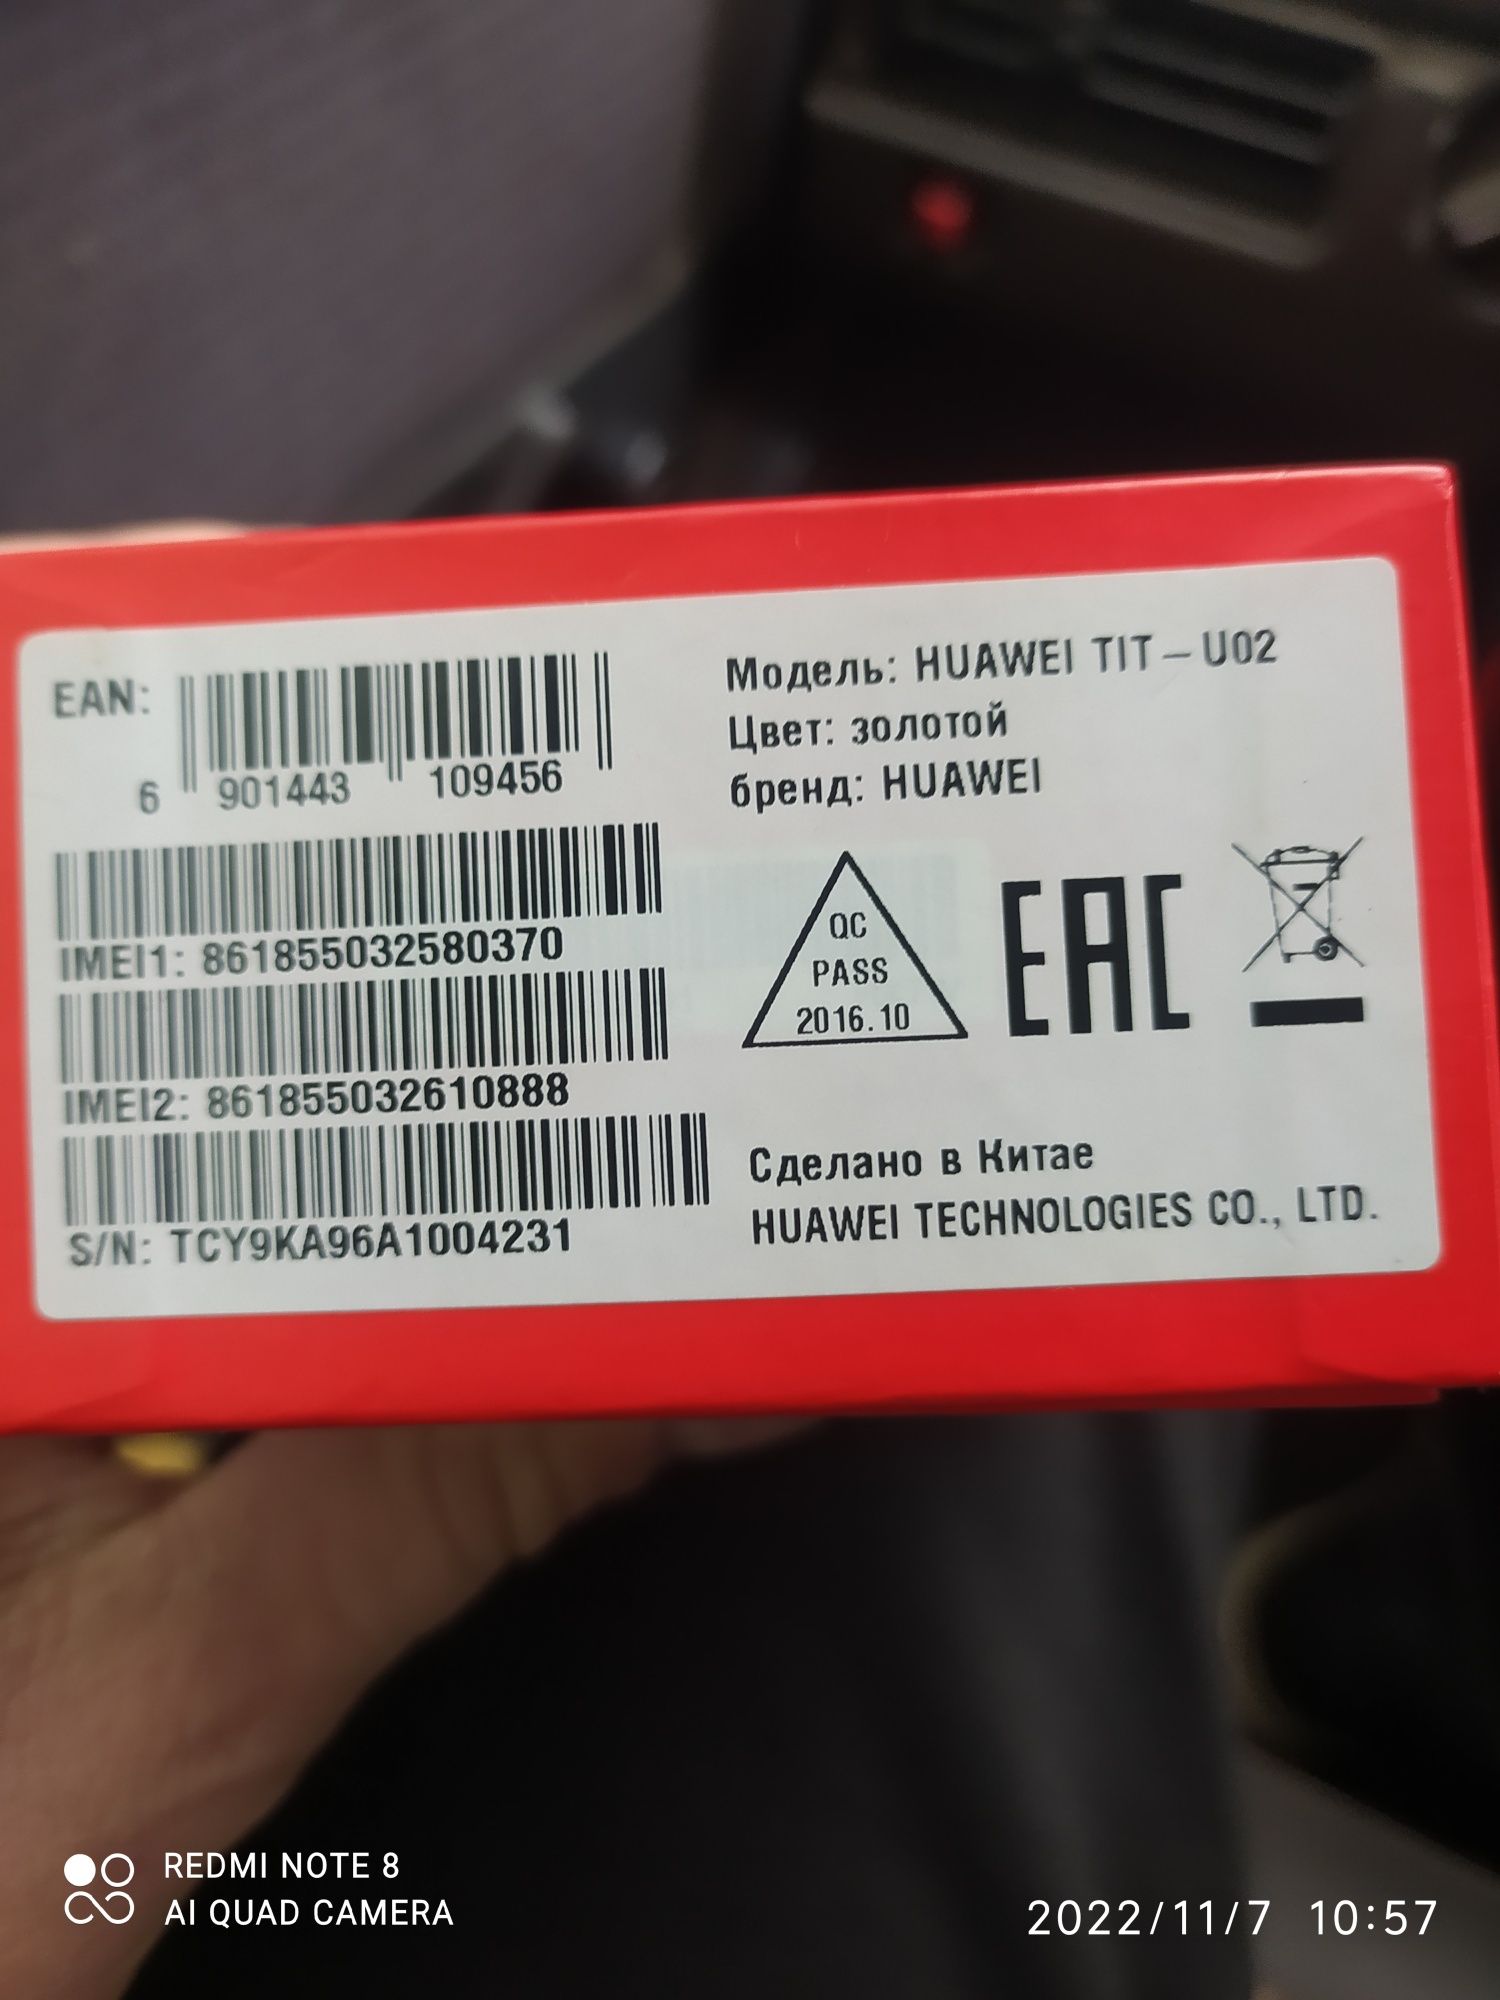 EAN:
6 901443 109456
IMEI1: 861855032580370
IMEI2: 861855032610888
S/N: TCY9KA96A1004231
Модель: HUAWEI TIT-U02
Цвет: золотой
бренд: HUAWEI
QC
PASS
2016.10
EAC
Сделано в Китае
HUAWEI TECHNOLOGIES CO., LTD.
REDMI NOTE 8
AI QUAD CAMERA
2022/11/7 10:57